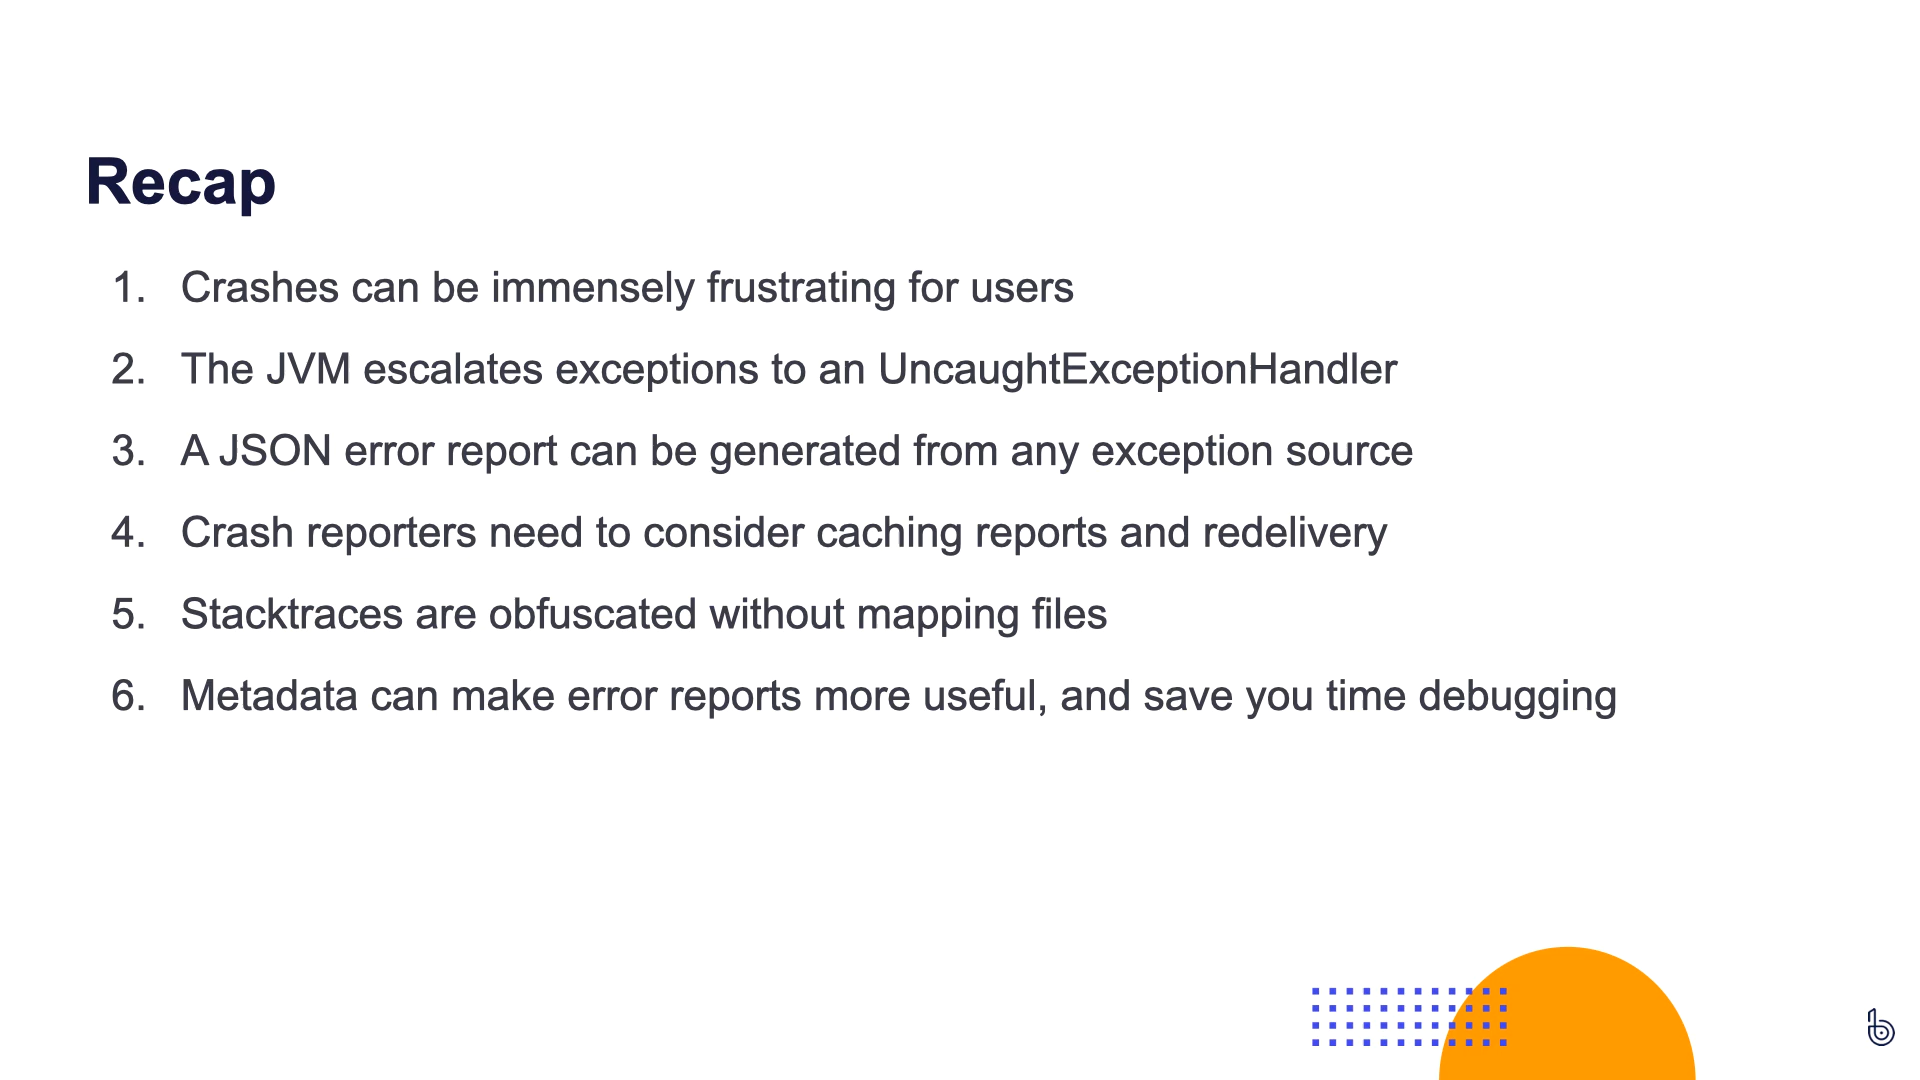 Recap
1. Crashes can be immensely frustrating for users
2. The JVM escalates exceptions to an UncaughtExceptionHandler
3. A JSON error report can be generated from any exception source
4. Crash reporters need to consider caching reports and redelivery
5. Stacktraces are obfuscated without mapping files
6. Metadata can make error reports more useful, and save you time debugging